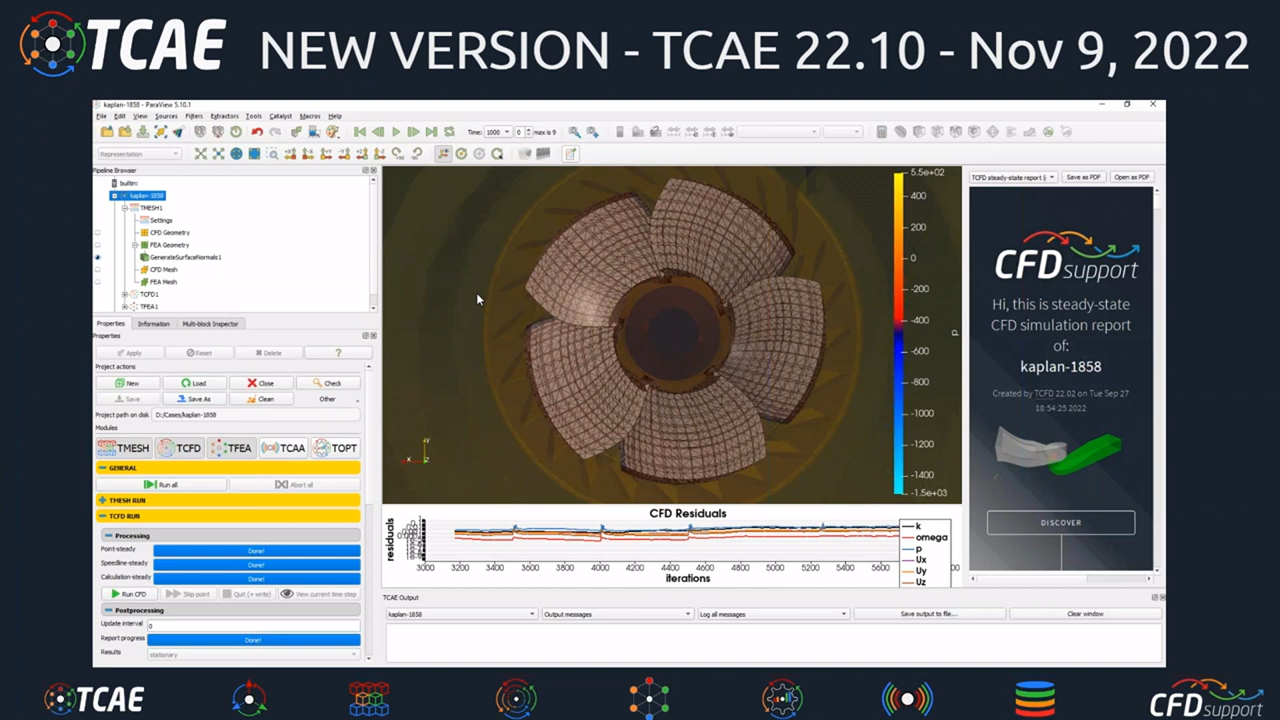 TCAE NEW VERSION - TCAE 22.10 - Nov 9, 2022
kaplan-1858 - ParaView 5.10.1
File Edit View Sources Filters Extractors Tools Catalyst Macros Help
Time: 1000 0 max is 9
Representation
Pipeline Browser
builtin:
kaplan-1858
TMESH1
Settings
CFD Geometry
FEA Geometry
GenerateSurfaceNormals1
CFD Mesh
FEA Mesh
TCFD1
TFEA1
Properties Information Multi-block Inspector
Properties
Apply Reset Delete ?
Project actions
New Load Close Check
Save Save As Clean Other
Project path on disk D:/Cases/kaplan-1858
Modules
TMESH TCFD TFEA TCAA TOPT
GENERAL
Run all Abort all
TMESH RUN
TCFD RUN
Processing
Point-steady Done!
Speedline-steady Done!
Calculation-steady Done!
Run CFD Skip point Quit (+ write) View current time step
Postprocessing
Update interval 0
Report progress Done!
Results stationary
5.5e+02
400
200
0
-200
-400
-600
-800
-1000
-1200
-1400
-1.5e+03
p
Y
X
CFD Residuals
residuals
k
omega
p
Ux
Uy
Uz
3000 3200 3400 3600 3800 4000 4200 4400 4600 4800 5000 5200 5400 5600
iterations
TCAE Output
kaplan-1858 Output messages Log all messages Save output to file... Clear window
TCFD steady-state report ( Save as PDF Open as PDF
CFDsupport
Hi, this is steady-state
CFD simulation report
of:
kaplan-1858
Created by TCFD 22.02 on Tue Sep 27
18:54:25 2022
DISCOVER
TCAE
CFDsupport